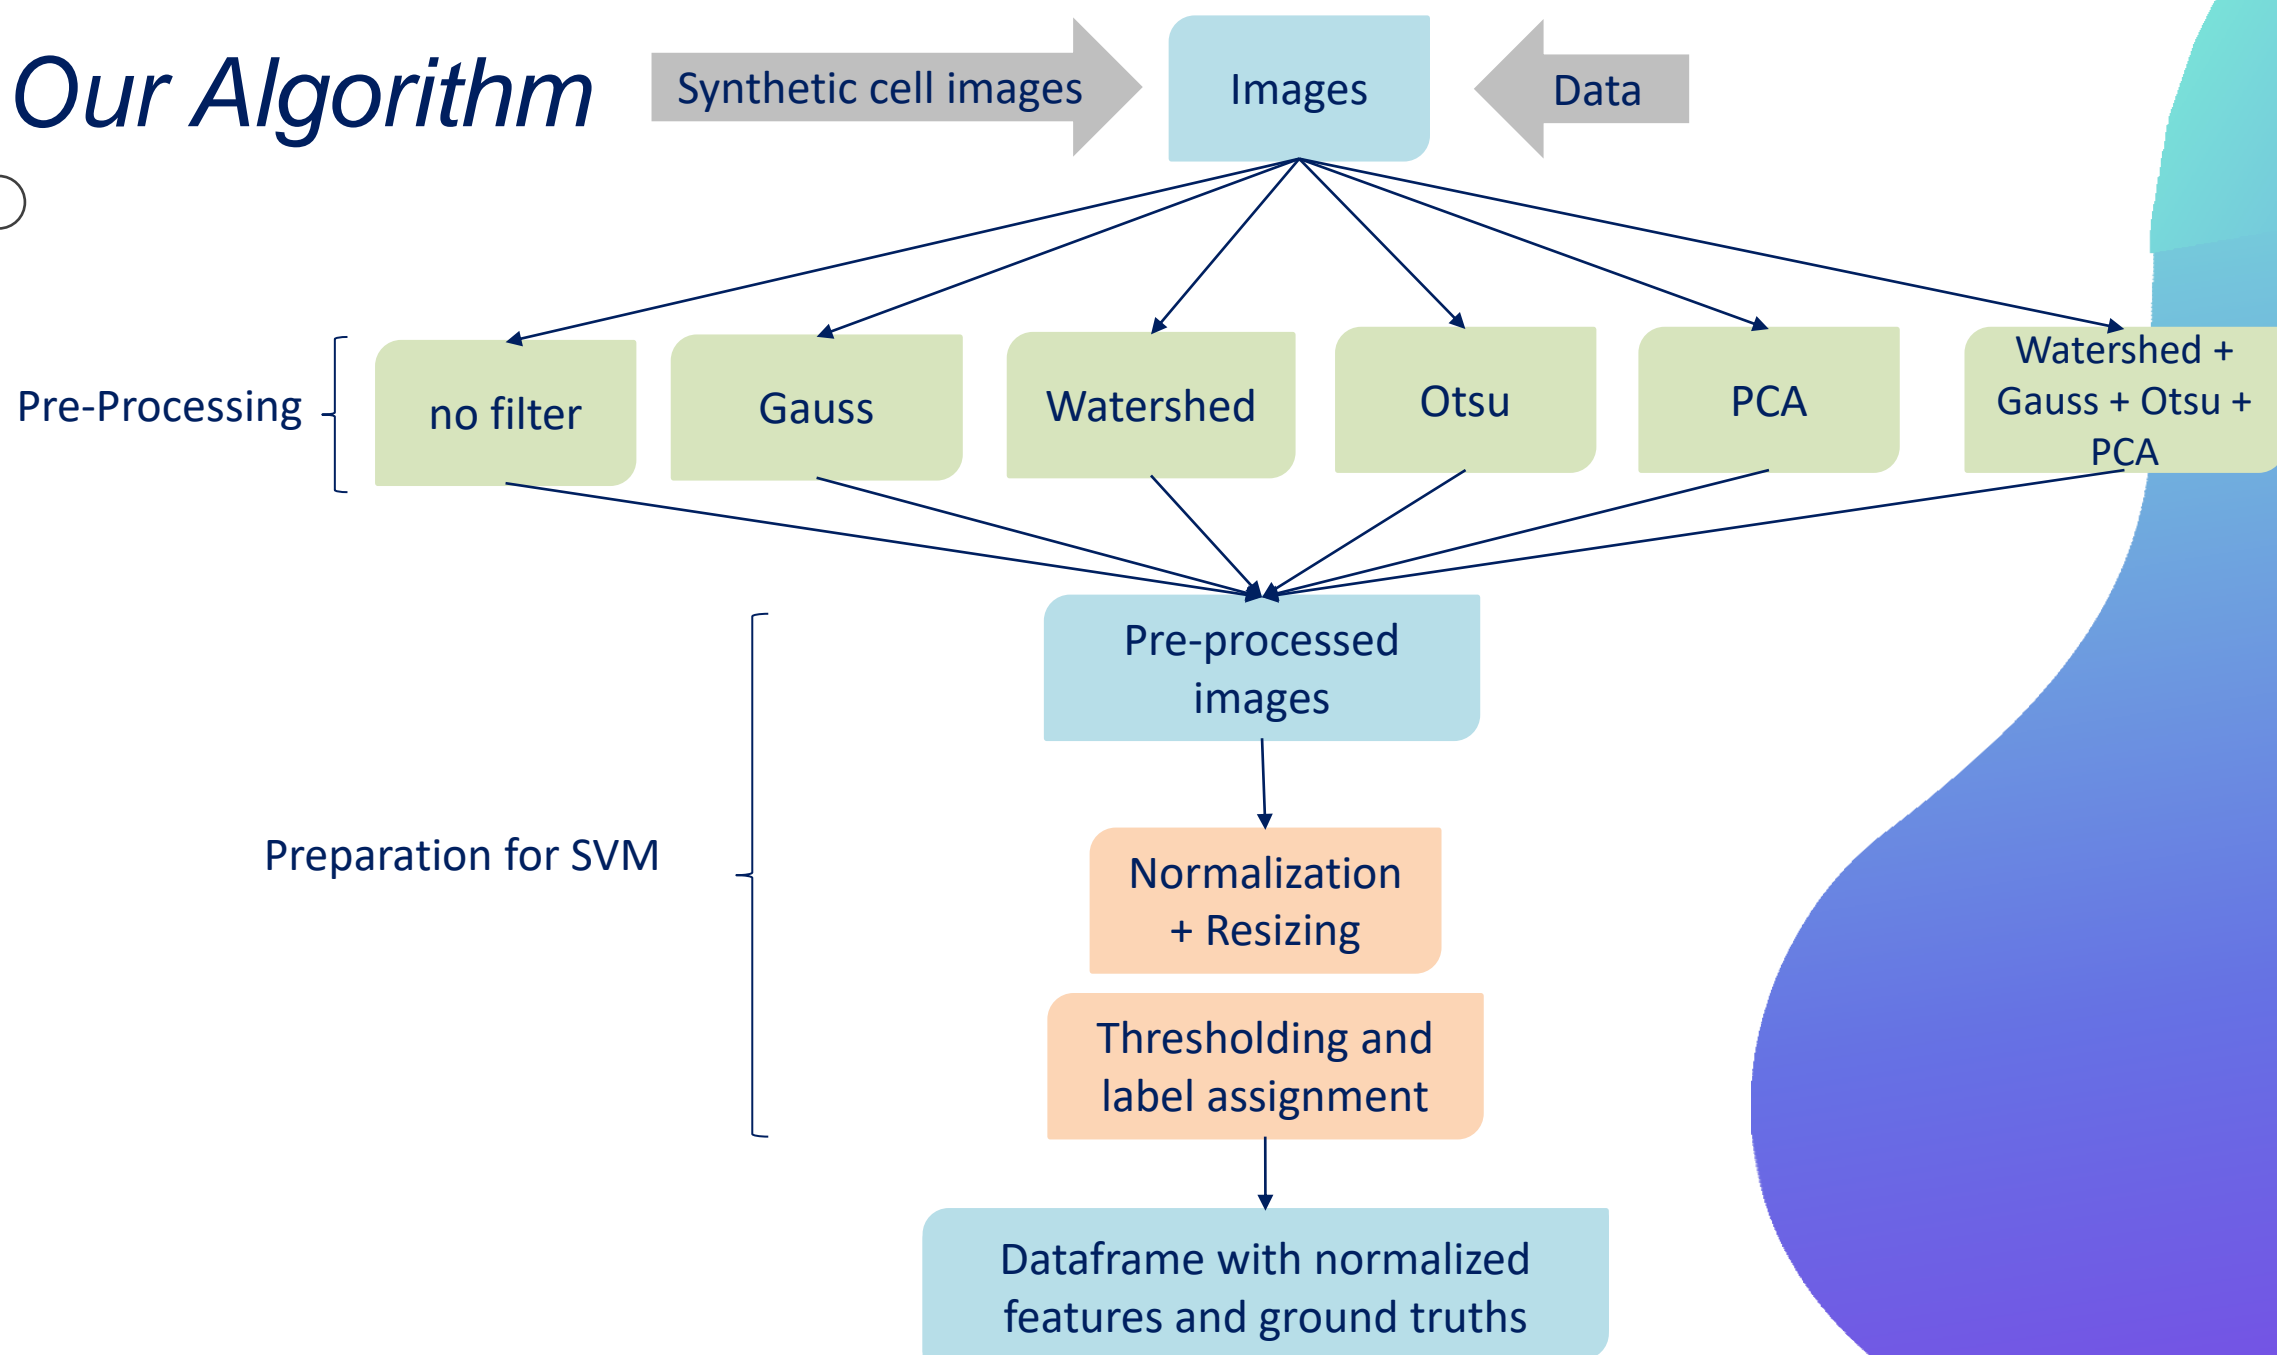 Our Algorithm
Synthetic cell images
Images
Data
Pre-Processing
no filter
Gauss
Watershed
Otsu
PCA
Watershed +
Gauss + Otsu +
PCA
Pre-processed
images
Preparation for SVM
Normalization
+ Resizing
Thresholding and
label assignment
Dataframe with normalized
features and ground truths